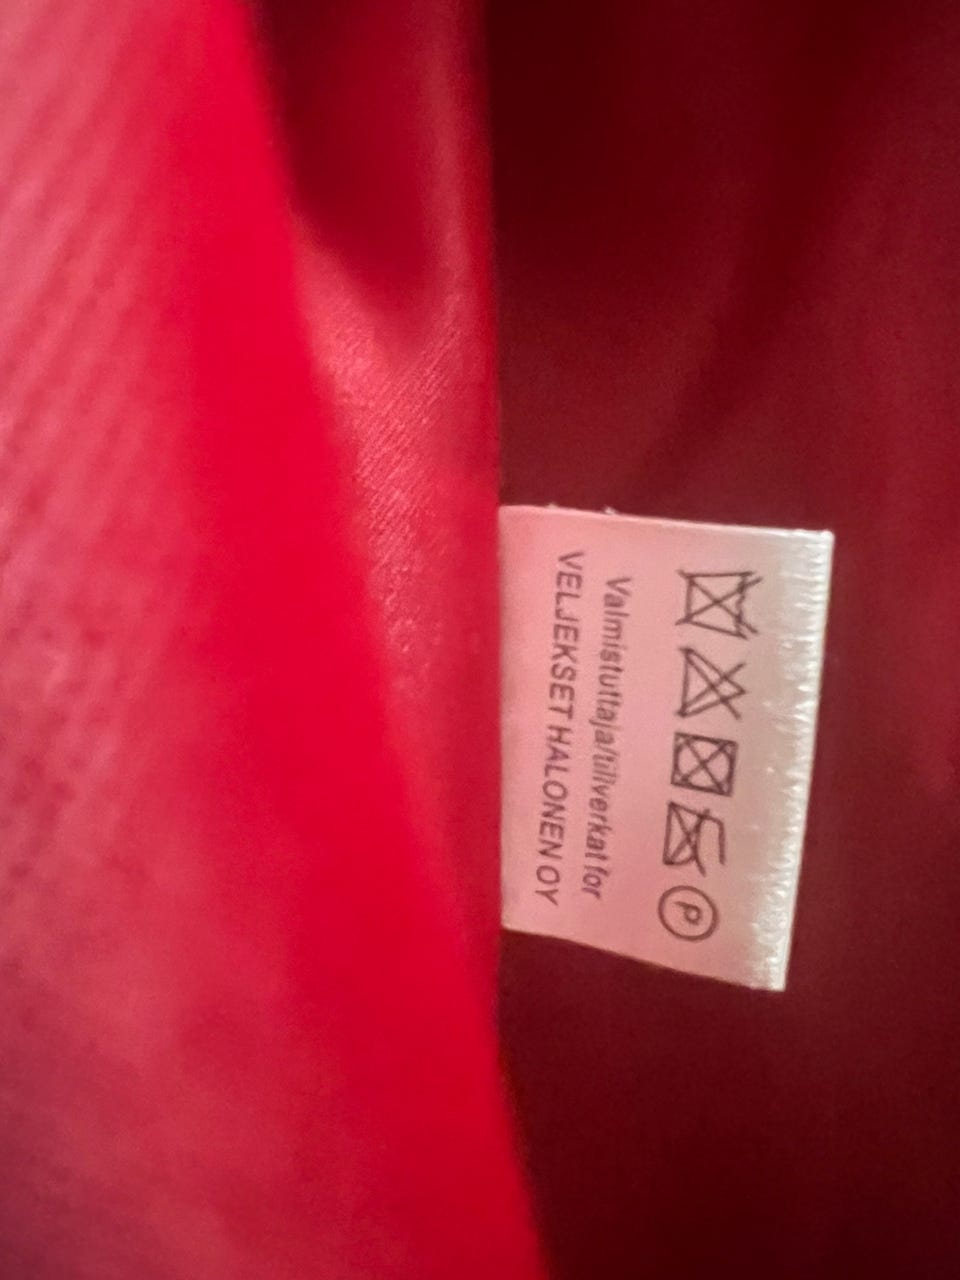 P
Valmistuttaja/tillverkat for
VELJEKSET HALONEN OY